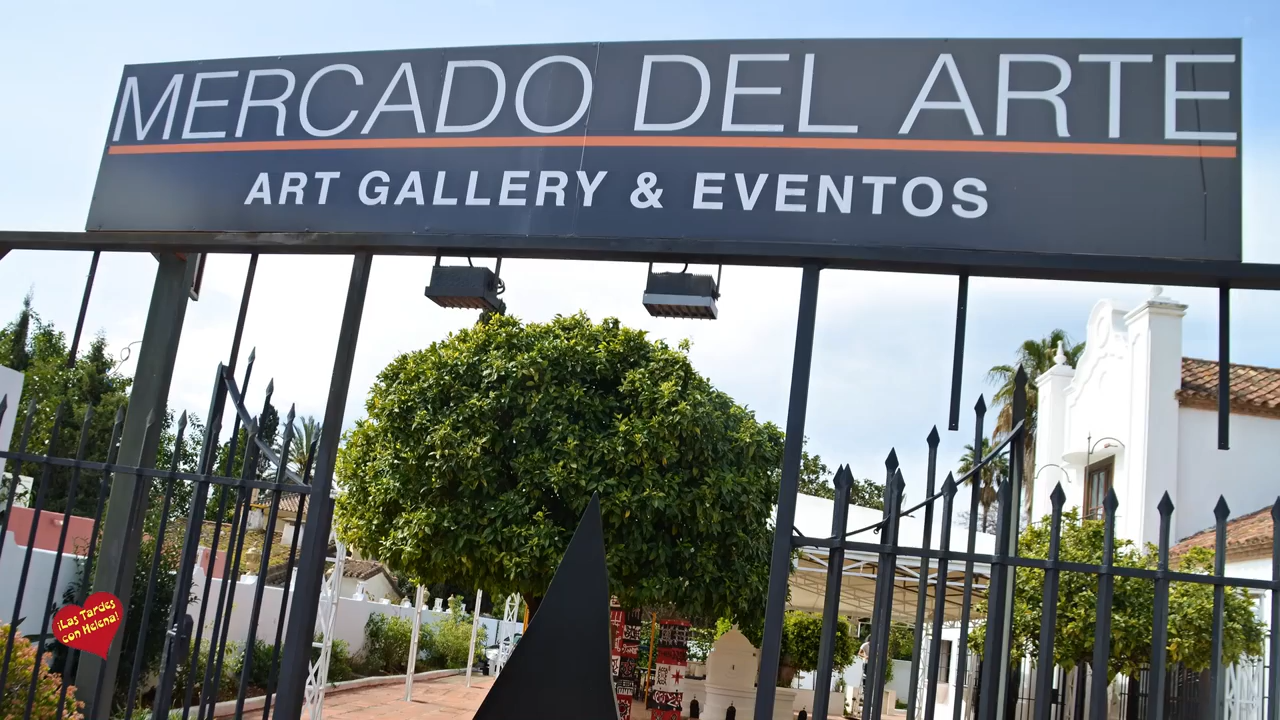 MERCADO DEL ARTE
ART GALLERY & EVENTOS
¡Las Tardes
con Helena!